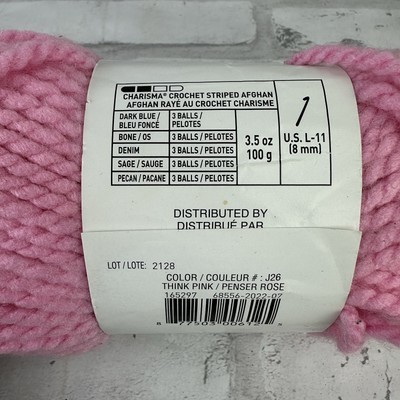 CHARISMA® CROCHET STRIPED AFGHAN
AFGHAN RAYÉ AU CROCHET CHARISME
DARK BLUE / BLEU FONCÉ 3 BALLS / PELOTES
BONE / OS 3 BALLS / PELOTES
DENIM 3 BALLS / PELOTES
SAGE / SAUGE 3 BALLS / PELOTES
PECAN / PACANE 3 BALLS / PELOTES
3.5 oz
100 g
U.S. L-11
(8 mm)
DISTRIBUTED BY
DISTRIBUÉ PAR
LOT / LOTE: 2128
COLOR / COULEUR # : J26
THINK PINK / PENSER ROSE
165297 68556-2022-07